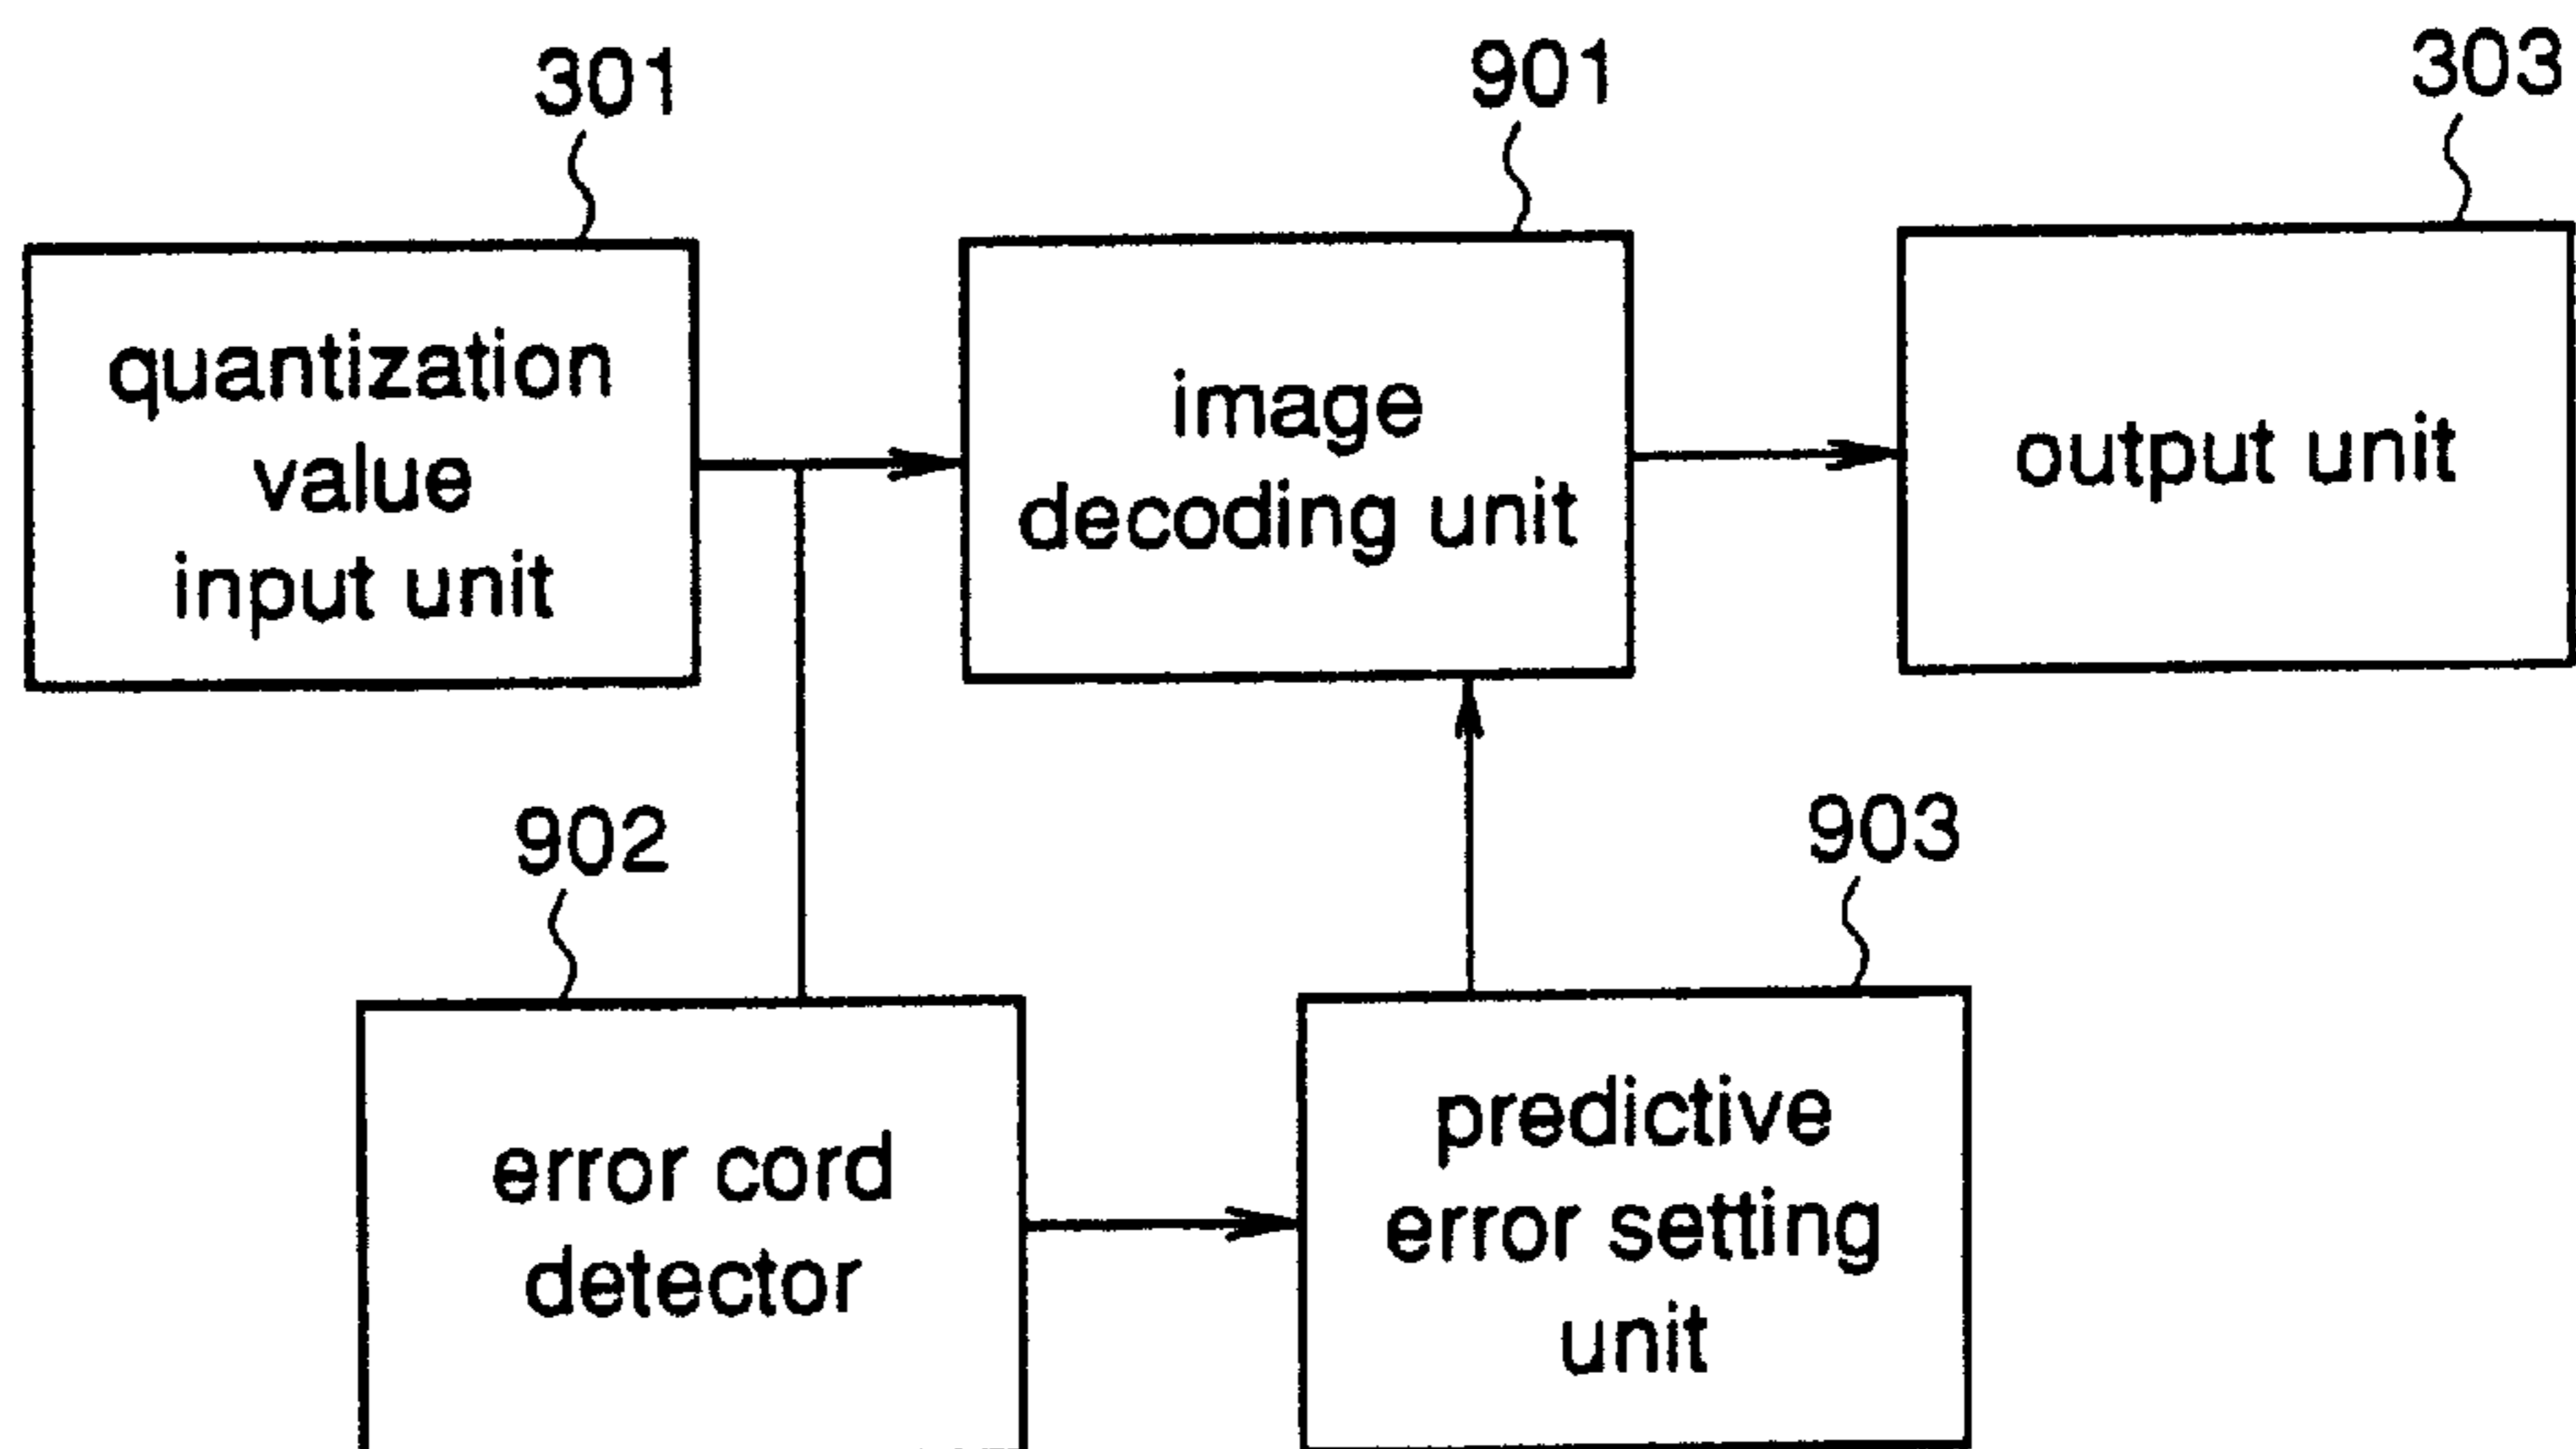 301
901
303
quantization
value
input unit
image
decoding unit
output unit
902
903
error cord
detector
predictive
error setting
unit